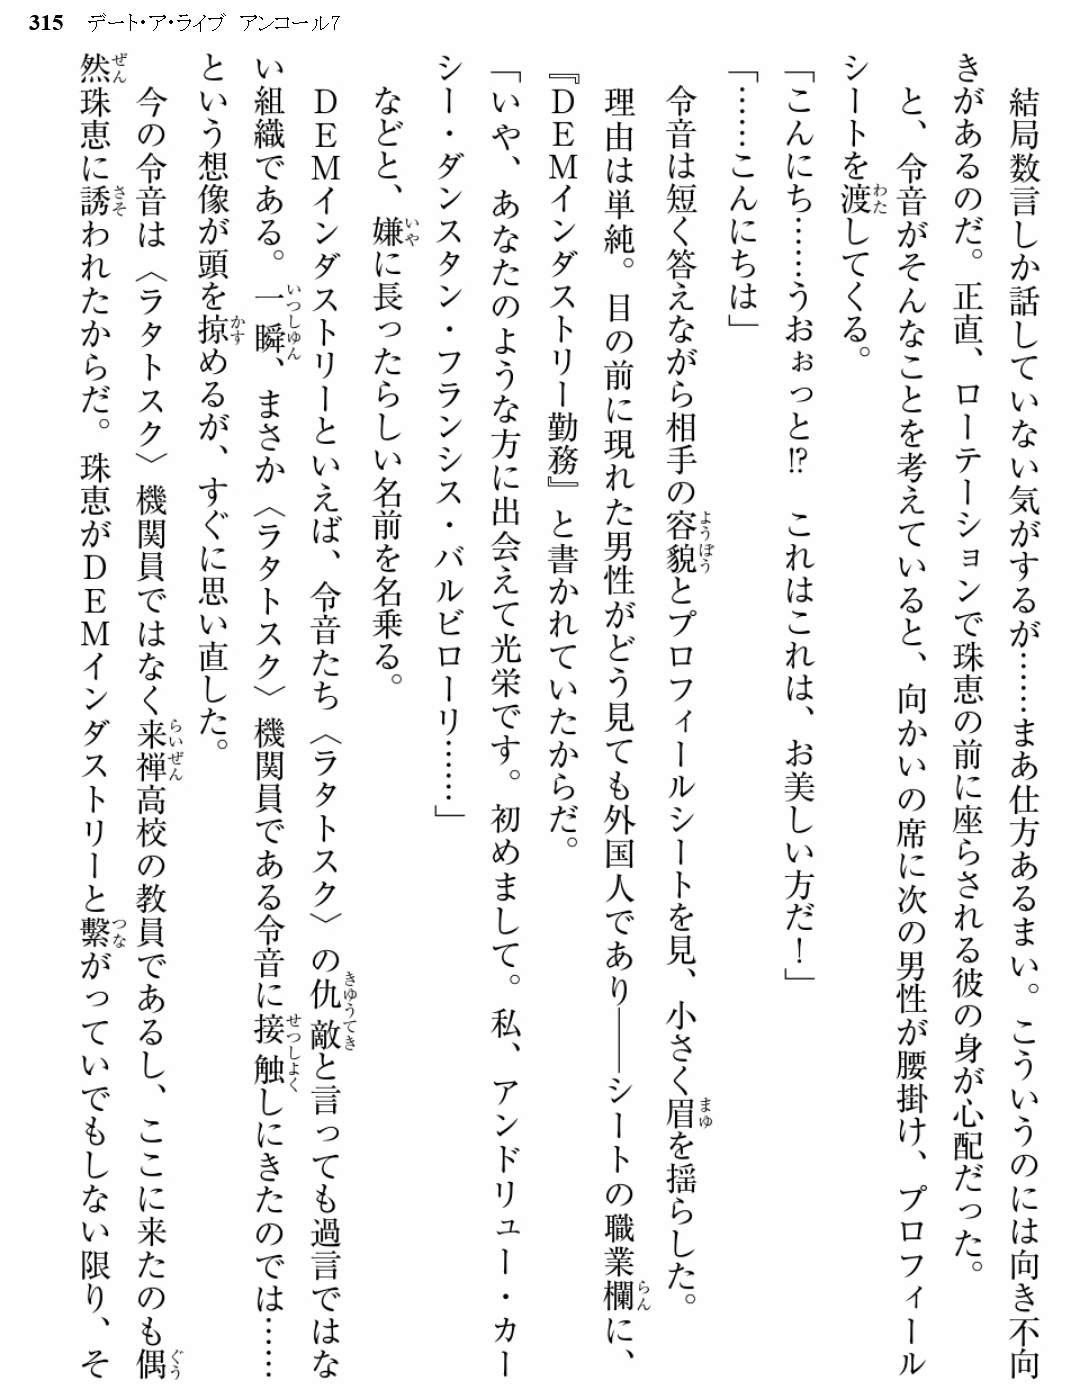 315 デート・ア・ライブ アンコール7
結局数言しか話していない気がするが……まあ仕方あるまい。こういうのには向き不向
きがあるのだ。正直、ローテーションで珠恵の前に座らされる彼の身が心配だった。
と、令音がそんなことを考えていると、向かいの席に次の男性が腰掛け、プロフィール
シートを渡してくる。
「こんにち……うおぉっと!? これはこれは、お美しい方だ！」
「……こんにちは」
令音は短く答えながら相手の容貌とプロフィールシートを見、小さく眉を揺らした。
理由は単純。目の前に現れた男性がどう見ても外国人であり――シートの職業欄に、
『ＤＥＭインダストリー勤務』と書かれていたからだ。
「いや、あなたのような方に出会えて光栄です。初めまして。私、アンドリュー・カー
シー・ダンスタン・フランシス・バルビローリ……」
などと、嫌に長ったらしい名前を名乗る。
ＤＥＭインダストリーといえば、令音たち〈ラタトスク〉の仇敵と言っても過言ではな
い組織である。一瞬、まさか〈ラタトスク〉機関員である令音に接触しにきたのでは……
という想像が頭を掠めるが、すぐに思い直した。
今の令音は〈ラタトスク〉機関員ではなく来禅高校の教員であるし、ここに来たのも偶
然珠恵に誘われたからだ。珠恵がＤＥＭインダストリーと繫がっていでもしない限り、そ